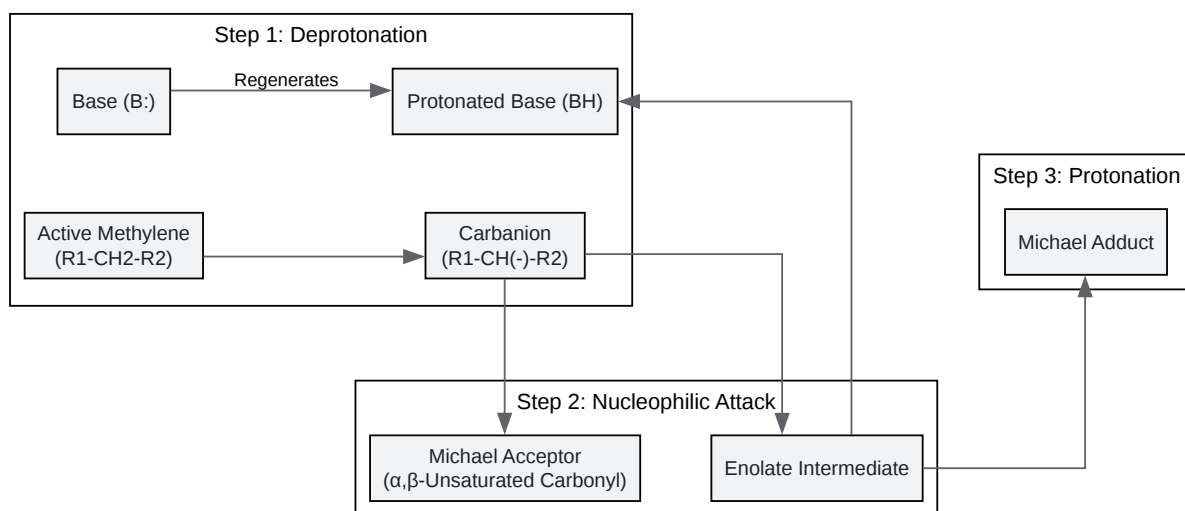 Step 1: Deprotonation
Base (B:)
Regenerates
Protonated Base (BH)
Active Methylene
(R1-CH2-R2)
Carbanion
(R1-CH(-)-R2)
Step 2: Nucleophilic Attack
Michael Acceptor
(α,β-Unsaturated Carbonyl)
Enolate Intermediate
Step 3: Protonation
Michael Adduct